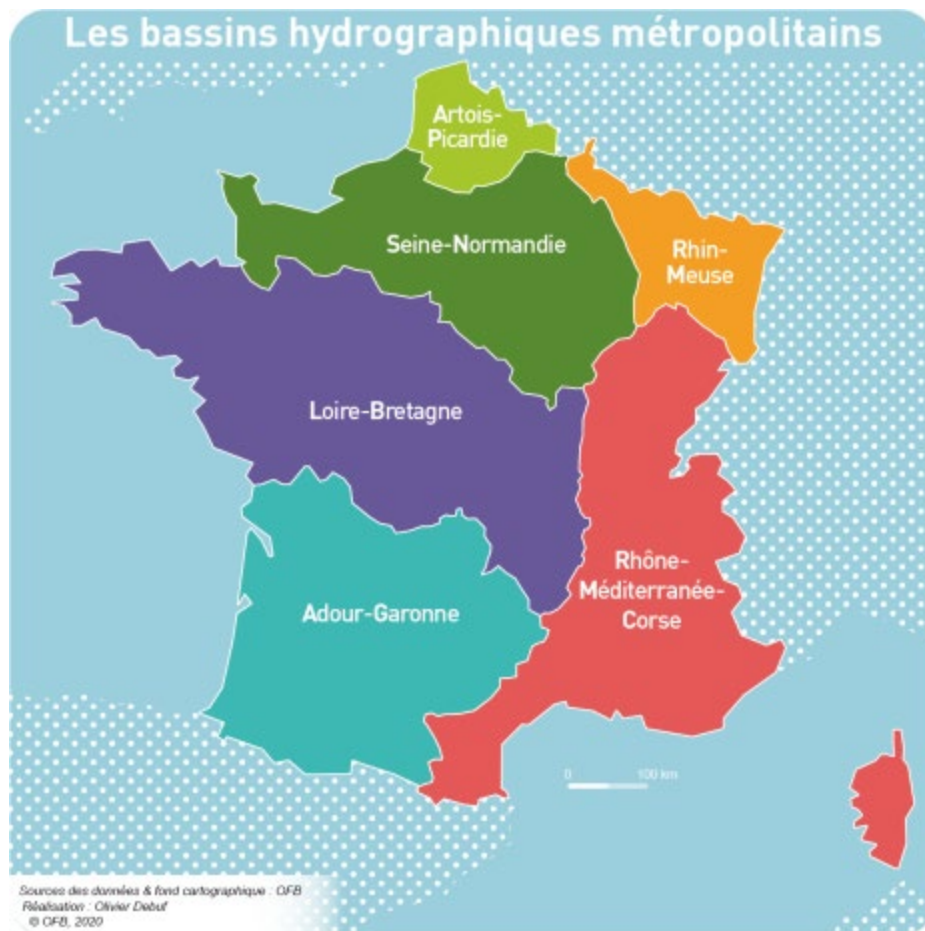 Les bassins hydrographiques métropolitains
Artois-
Picardie
Seine-Normandie
Rhin-
Meuse
Loire-Bretagne
Rhône-
Méditerranée-
Corse
Adour-Garonne
0 100 km
Sources des données & fond cartographique : OFB
Réalisation : Olivier Debuf
© OFB, 2020